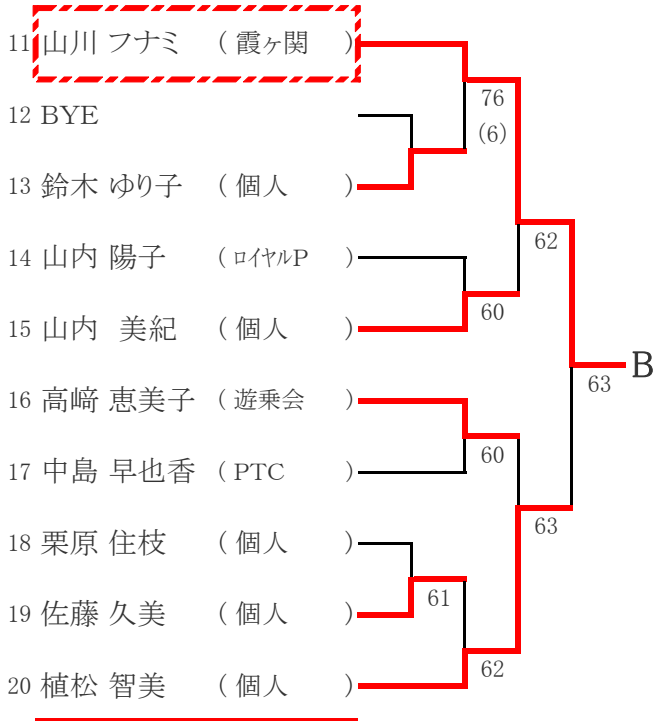 11 山川 フナミ （ 霞ヶ関 ）
76
(6)
12 BYE
13 鈴木 ゆり子 （ 個人 ）
62
14 山内 陽子 （ ロイヤルP ）
60
15 山内 美紀 （ 個人 ）
63 B
16 高﨑 恵美子 （ 遊乗会 ）
60
17 中島 早也香 （ PTC ）
63
18 栗原 住枝 （ 個人 ）
61
19 佐藤 久美 （ 個人 ）
62
20 植松 智美 （ 個人 ）